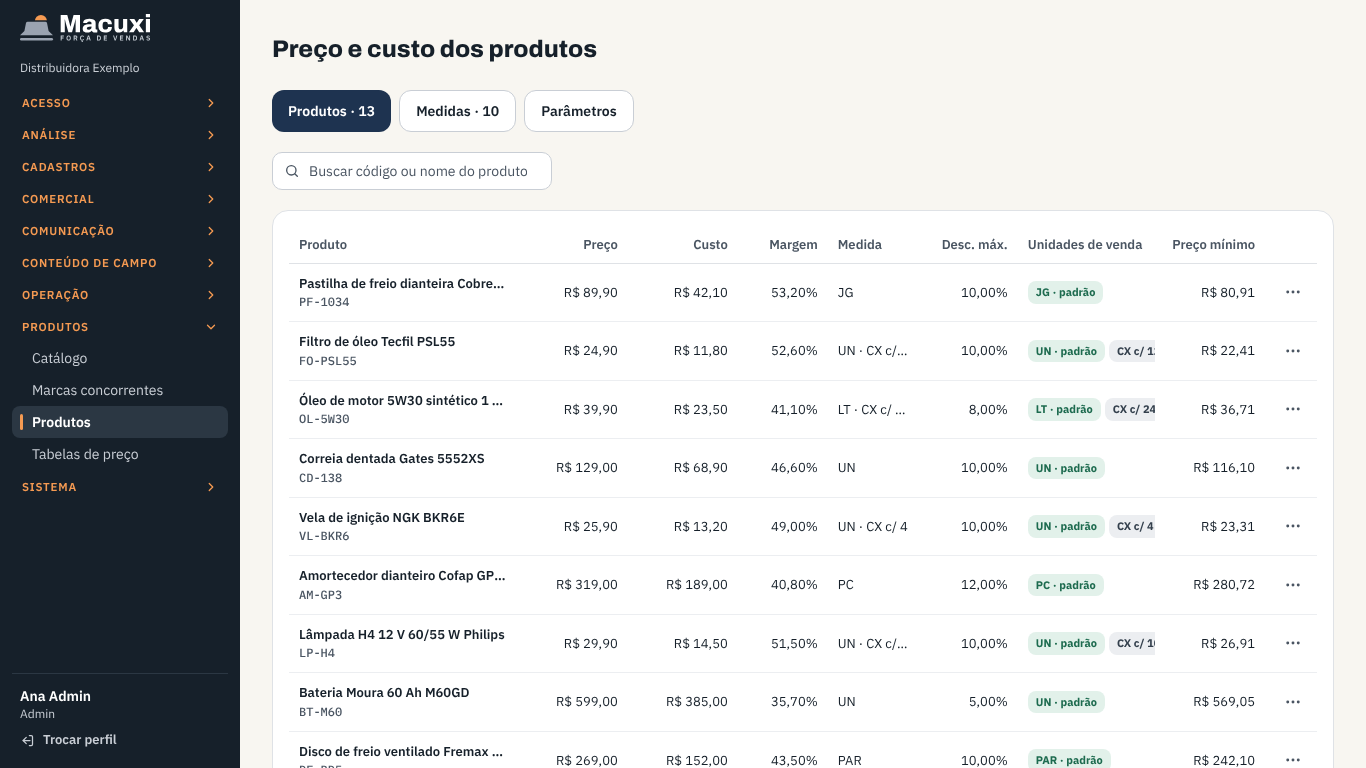 Macuxi
FORÇA DE VENDAS
Distribuidora Exemplo
ACESSO
ANÁLISE
CADASTROS
COMERCIAL
COMUNICAÇÃO
CONTEÚDO DE CAMPO
OPERAÇÃO
PRODUTOS
Catálogo
Marcas concorrentes
Produtos
Tabelas de preço
SISTEMA
Ana Admin
Admin
Trocar perfil
Preço e custo dos produtos
Produtos · 13 Medidas · 10 Parâmetros
Buscar código ou nome do produto
Produto Preço Custo Margem Medida Desc. máx. Unidades de venda Preço mínimo
Pastilha de freio dianteira Cobre...
PF-1034 R$ 89,90 R$ 42,10 53,20% JG 10,00% JG · padrão R$ 80,91
Filtro de óleo Tecfil PSL55
FO-PSL55 R$ 24,90 R$ 11,80 52,60% UN · CX c/... 10,00% UN · padrão CX c/ R$ 22,41
Óleo de motor 5W30 sintético 1 ...
OL-5W30 R$ 39,90 R$ 23,50 41,10% LT · CX c/ ... 8,00% LT · padrão CX c/ 24 R$ 36,71
Correia dentada Gates 5552XS
CD-138 R$ 129,00 R$ 68,90 46,60% UN 10,00% UN · padrão R$ 116,10
Vela de ignição NGK BKR6E
VL-BKR6 R$ 25,90 R$ 13,20 49,00% UN · CX c/ 4 10,00% UN · padrão CX c/ 4 R$ 23,31
Amortecedor dianteiro Cofap GP...
AM-GP3 R$ 319,00 R$ 189,00 40,80% PC 12,00% PC · padrão R$ 280,72
Lâmpada H4 12 V 60/55 W Philips
LP-H4 R$ 29,90 R$ 14,50 51,50% UN · CX c/... 10,00% UN · padrão CX c/ R$ 26,91
Bateria Moura 60 Ah M60GD
BT-M60 R$ 599,00 R$ 385,00 35,70% UN 5,00% UN · padrão R$ 569,05
Disco de freio ventilado Fremax ...
R$ 269,00 R$ 152,00 43,50% PAR 10,00% PAR · padrão R$ 242,10